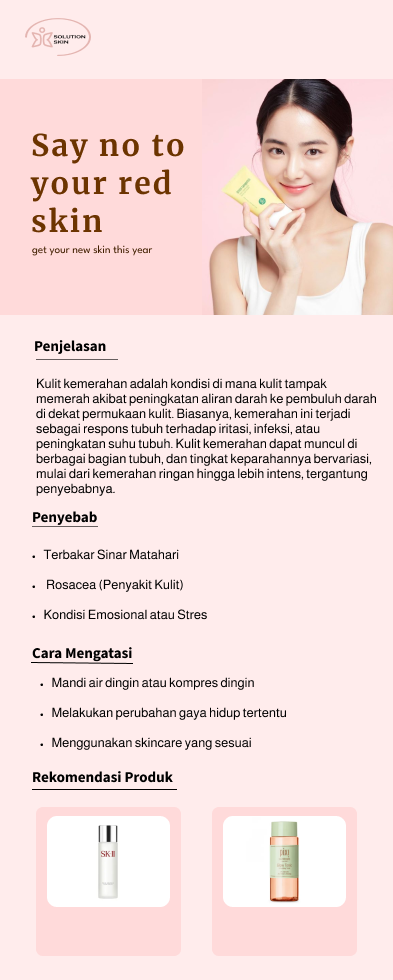 SOLUTION
SKIN
Say no to
your red
skin
get your new skin this year
Penjelasan
Kulit kemerahan adalah kondisi di mana kulit tampak
memerah akibat peningkatan aliran darah ke pembuluh darah
di dekat permukaan kulit. Biasanya, kemerahan ini terjadi
sebagai respons tubuh terhadap iritasi, infeksi, atau
peningkatan suhu tubuh. Kulit kemerahan dapat muncul di
berbagai bagian tubuh, dan tingkat keparahannya bervariasi,
mulai dari kemerahan ringan hingga lebih intens, tergantung
penyebabnya.
Penyebab
• Terbakar Sinar Matahari
• Rosacea (Penyakit Kulit)
• Kondisi Emosional atau Stres
Cara Mengatasi
• Mandi air dingin atau kompres dingin
• Melakukan perubahan gaya hidup tertentu
• Menggunakan skincare yang sesuai
Rekomendasi Produk
SK-II
pixi